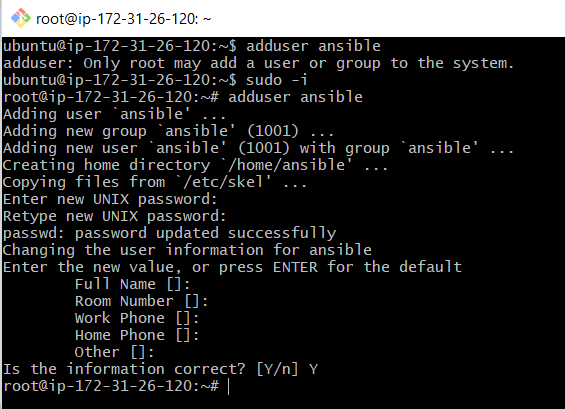 root@ip-172-31-26-120: ~
ubuntu@ip-172-31-26-120:~$ adduser ansible
adduser: Only root may add a user or group to the system.
ubuntu@ip-172-31-26-120:~$ sudo -i
root@ip-172-31-26-120:~# adduser ansible
Adding user `ansible' ...
Adding new group `ansible' (1001) ...
Adding new user `ansible' (1001) with group `ansible' ...
Creating home directory `/home/ansible' ...
Copying files from `/etc/skel' ...
Enter new UNIX password:
Retype new UNIX password:
passwd: password updated successfully
Changing the user information for ansible
Enter the new value, or press ENTER for the default
        Full Name []:
        Room Number []:
        Work Phone []:
        Home Phone []:
        Other []:
Is the information correct? [Y/n] Y
root@ip-172-31-26-120:~#